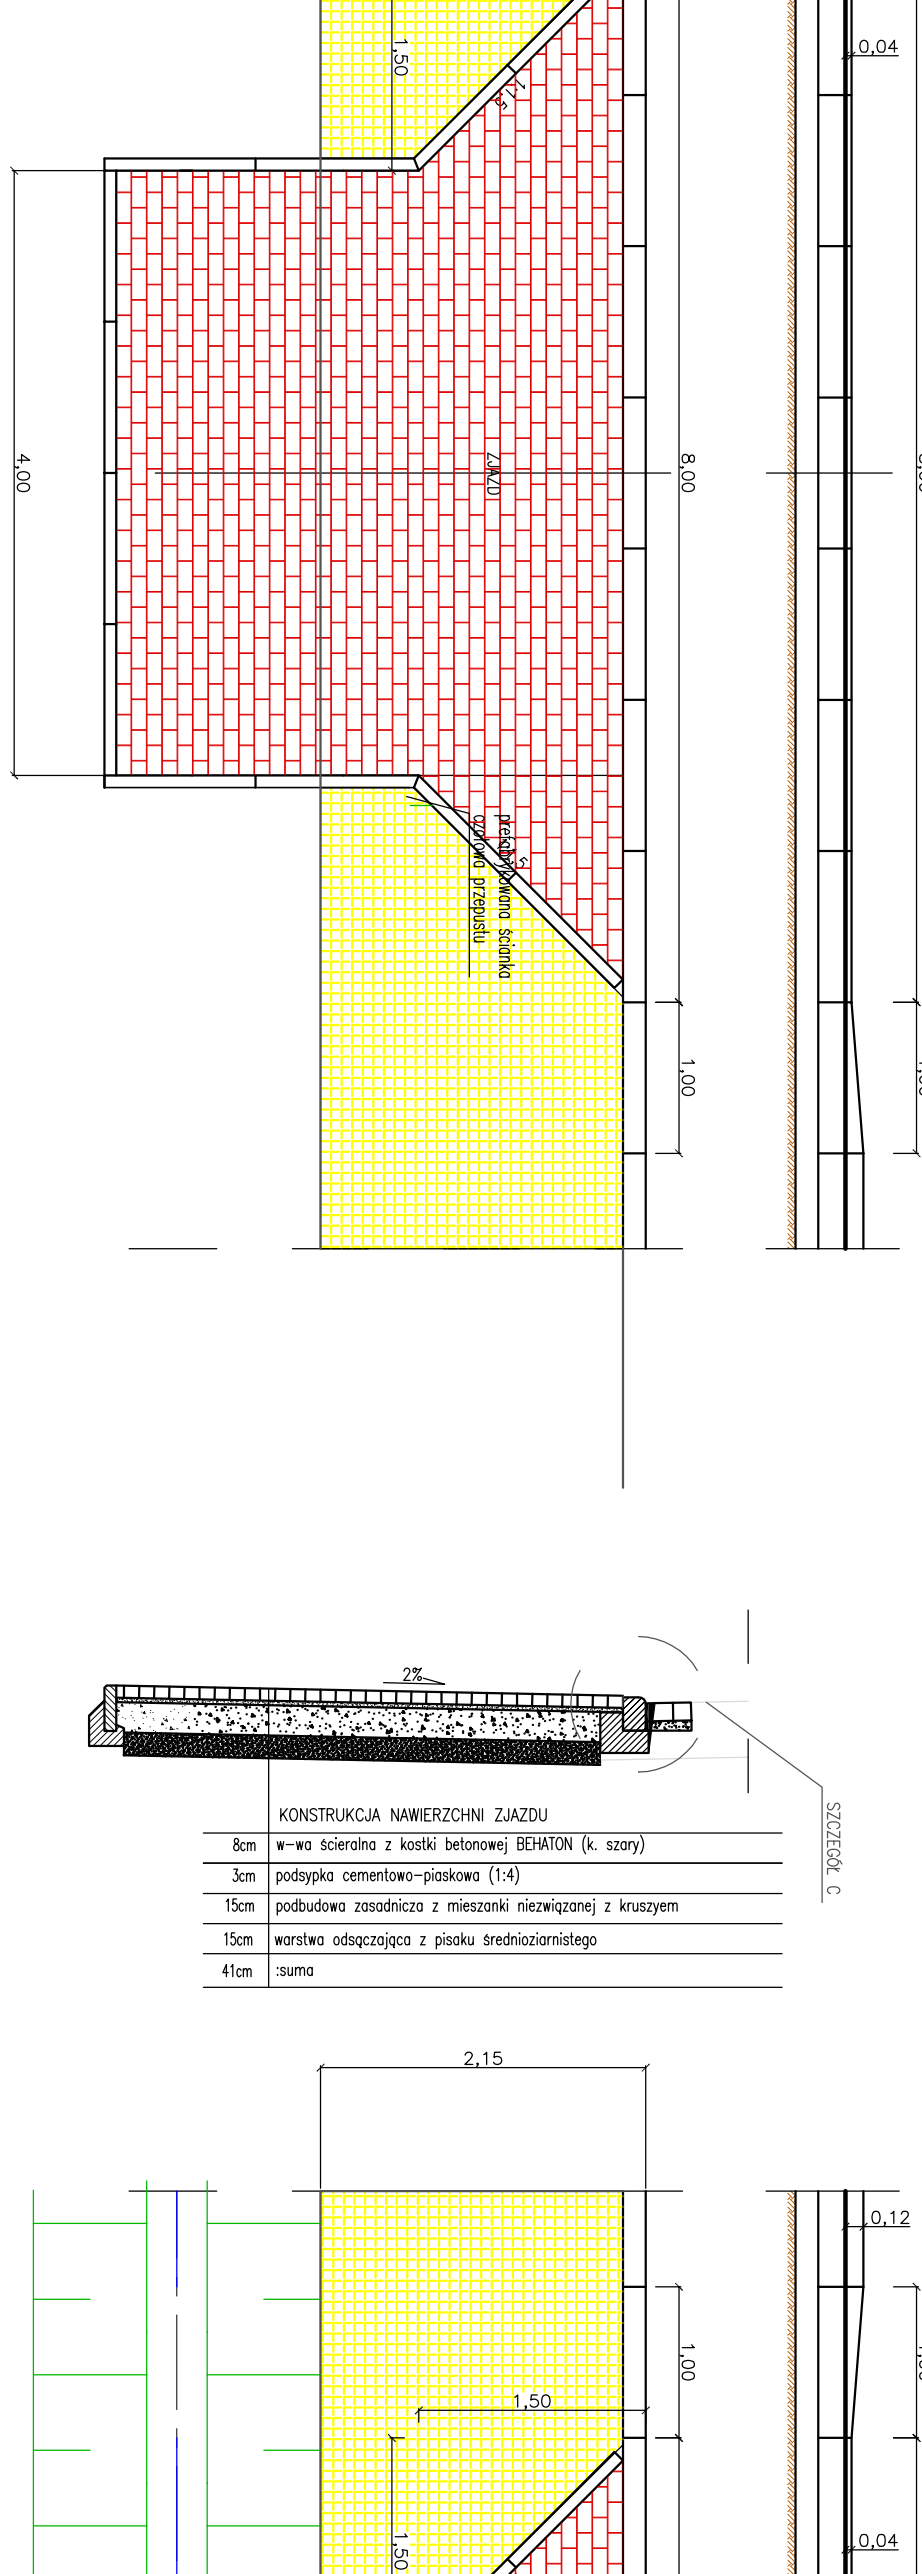 1,50
0,04
1:1,5
4,00
ZJAZD
8,00
prefabrykowana ścianka
czołowa przepustu
1,00
2%
SZCZEGÓŁ C
KONSTRUKCJA NAWIERZCHNI ZJAZDU
8cm w-wa ścieralna z kostki betonowej BEHATON (k. szary)
3cm podsypka cementowo-piaskowa (1:4)
15cm podbudowa zasadnicza z mieszanki niezwiązanej z kruszyem
15cm warstwa odsączająca z pisaku średnioziarnistego
41cm :suma
2,15
0,12
1,00
1,50
1,50
0,04